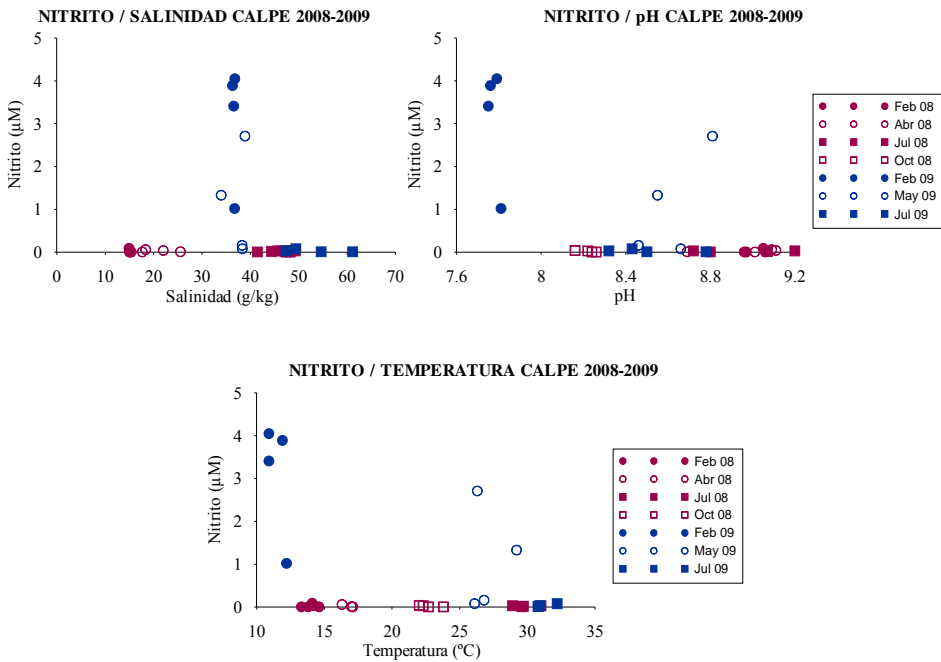 NITRITO / SALINIDAD CALPE 2008-2009
5
4
3
2
1
0
Nitrito (µM)
0 10 20 30 40 50 60 70
Salinidad (g/kg)
NITRITO / pH CALPE 2008-2009
5
4
3
2
1
0
Nitrito (µM)
7.6 8 8.4 8.8 9.2
pH
Feb 08
Abr 08
Jul 08
Oct 08
Feb 09
May 09
Jul 09
NITRITO / TEMPERATURA CALPE 2008-2009
5
4
3
2
1
0
Nitrito (µM)
10 15 20 25 30 35
Temperatura (ºC)
Feb 08
Abr 08
Jul 08
Oct 08
Feb 09
May 09
Jul 09